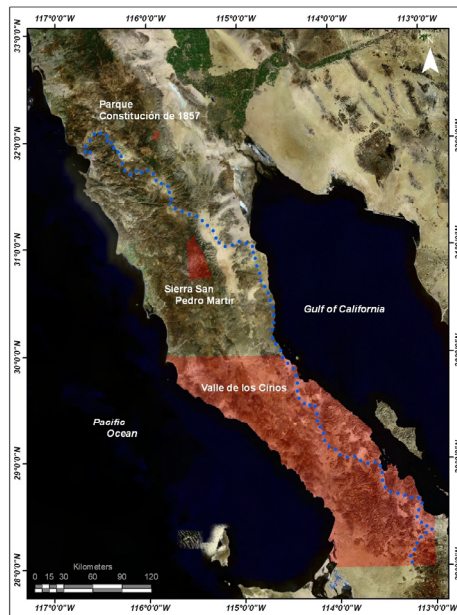 117°0'0"W 116°0'0"W 115°0'0"W 114°0'0"W 113°0'0"W
33°0'0"N
Parque
Constitución de 1857
32°0'0"N
31°0'0"N
Sierra San
Pedro Martir
Gulf of California
30°0'0"N
Valle de los Cirios
Pacific
Ocean
29°0'0"N
Kilometers
0 15 30 60 90 120
28°0'0"N
117°0'0"W 116°0'0"W 115°0'0"W 114°0'0"W 113°0'0"W